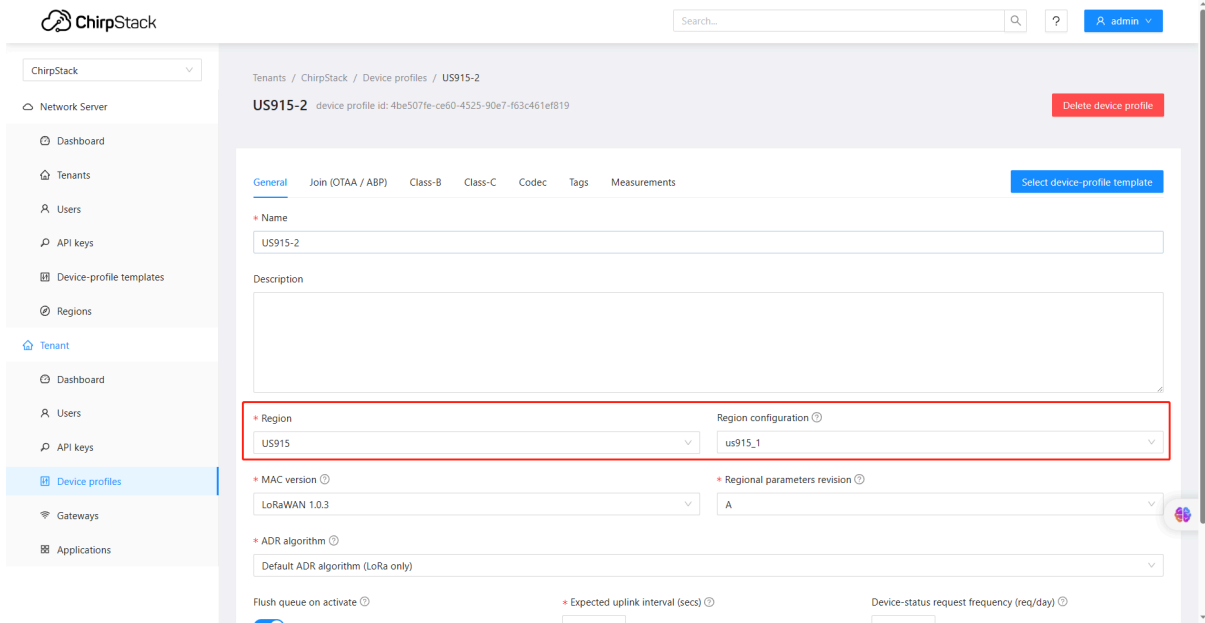 ChirpStack
Search...
?
admin
ChirpStack
Network Server
Dashboard
Tenants
Users
API keys
Device-profile templates
Regions
Tenant
Dashboard
Users
API keys
Device profiles
Gateways
Applications
Tenants / ChirpStack / Device profiles / US915-2
US915-2 device profile id: 4be507fe-ce60-4525-90e7-f63c461ef819
Delete device profile
General Join (OTAA / ABP) Class-B Class-C Codec Tags Measurements
Select device-profile template
* Name
US915-2
Description
* Region
Region configuration
US915
us915_1
* MAC version
* Regional parameters revision
LoRaWAN 1.0.3
A
* ADR algorithm
Default ADR algorithm (LoRa only)
Flush queue on activate
* Expected uplink interval (secs)
Device-status request frequency (req/day)